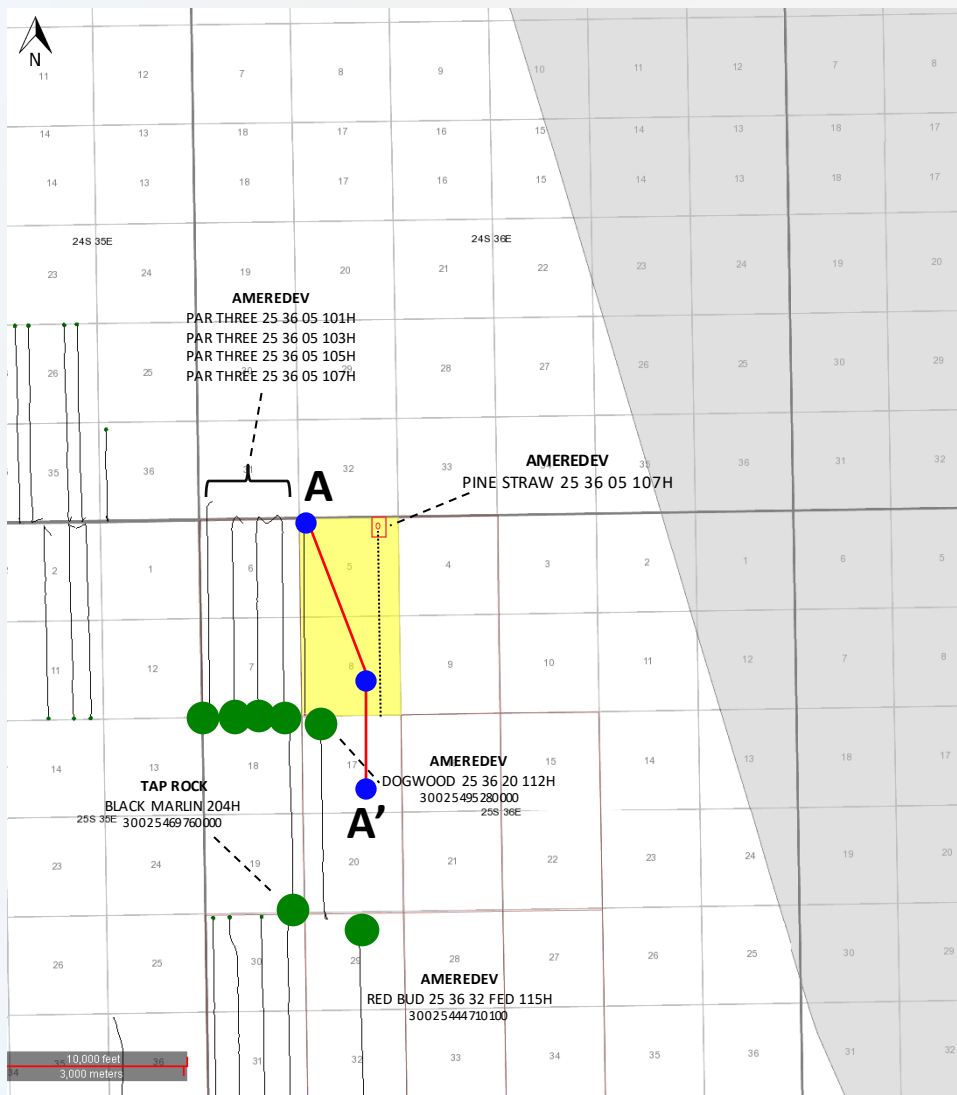 N
11 12 7 8 9 10 11 12 7 8
14 13 18 17 16 15 14 13 18 17
14 13 18 17 16 15 14 13 18 17
24S 35E 24S 36E
23 24 19 20 21 22 23 24 19 20
AMEREDEV
PAR THREE 25 36 05 101H
PAR THREE 25 36 05 103H
PAR THREE 25 36 05 105H
PAR THREE 25 36 05 107H
26 25 29 28 27 26 25 30 29
35 36 31 32 33 35 36 31 32
AMEREDEV
PINE STRAW 25 36 05 107H
A
2 1 6 5 4 3 2 1 6 5
11 12 7 8 9 10 11 12 7 8
14 13 18 17 15 14 13 18 17
AMEREDEV
DOGWOOD 25 36 20 112H
30025495280000
TAP ROCK
BLACK MARLIN 204H
30025469760000
A’
25S 35E 25S 36E
23 24 19 20 21 22 23 24 19 20
26 25 30 29 28 27 26 25 30 29
AMEREDEV
RED BUD 25 36 32 FED 115H
30025444710100
35 36 31 32 33 34 35 36 31 32
10,000 feet
3,000 meters
34